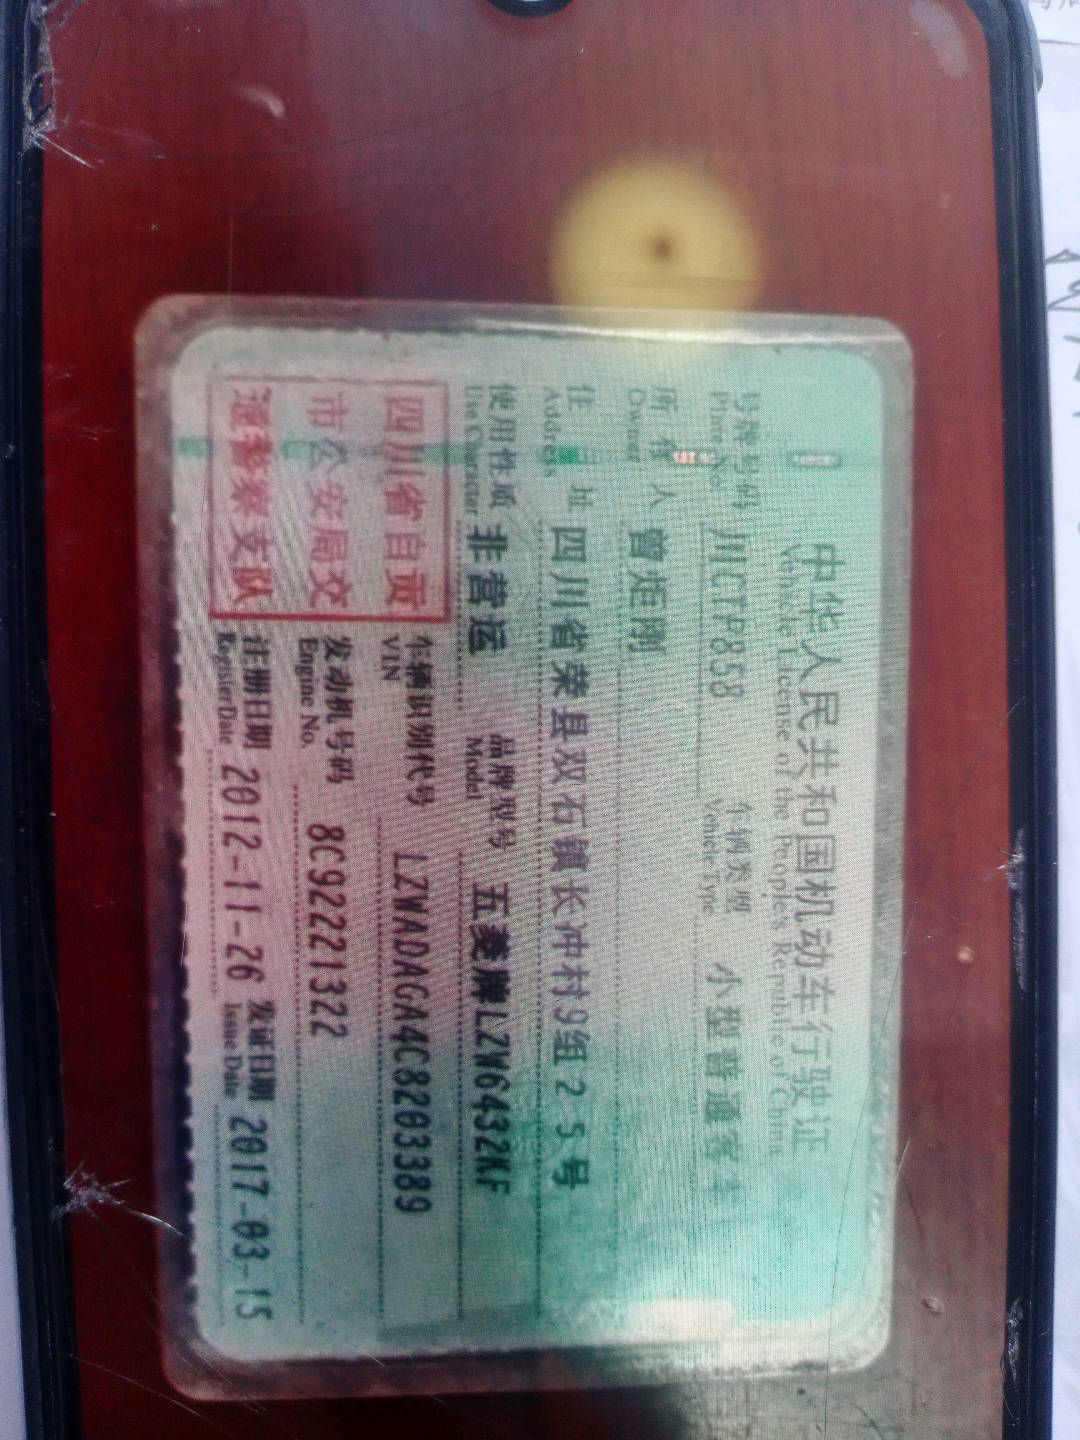 中华人民共和国机动车行驶证
Vehicle License of the People's Republic of China
号牌号码 川CTP858 车辆类型 小型普通客车
Plate No. Vehicle Type
所有人 曾炬刚
Owner
住址 四川省荣县双石镇长冲村9组25号
Address
使用性质 非营运 品牌型号 五菱牌LZW6432KF
Use Character Model
四川省自贡
市公安局交
通警察支队
车辆识别代号 LZWADAGA4C8203389
VIN
发动机号码 8C92221322
Engine No.
注册日期 2012-11-26 发证日期 2017-03-15
Register Date Issue Date